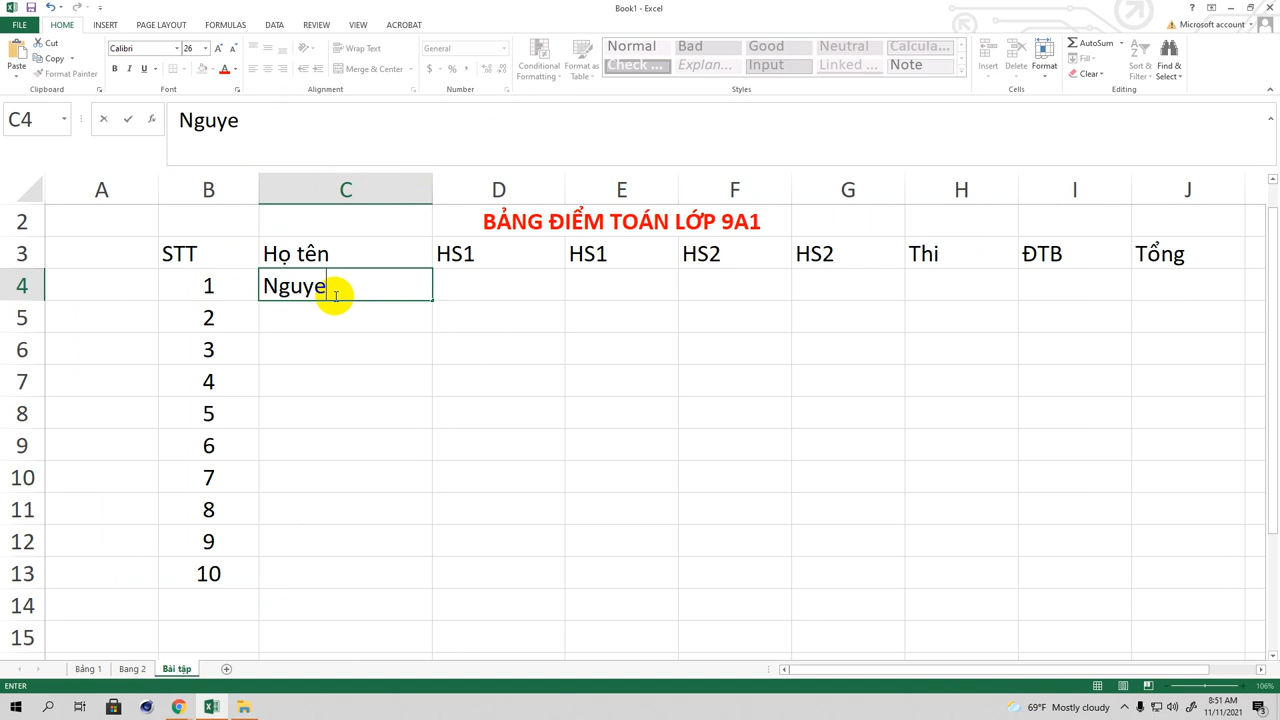 Book1 - Excel
FILE HOME INSERT PAGE LAYOUT FORMULAS DATA REVIEW VIEW ACROBAT Microsoft account
Paste Cut Copy Format Painter Clipboard
Calibri 26 B I U Font
Wrap Text Merge & Center Alignment
General $ % , Number
Conditional Formatting Format as Table
Normal Bad Good Neutral Calcula...
Check ... Explan... Input Linked ... Note
Styles
Insert Delete Format Cells
AutoSum Fill Clear Sort & Filter Find & Select Editing
C4 fx Nguye
A B C D E F G H I J
2 BẢNG ĐIỂM TOÁN LỚP 9A1
3 STT Họ tên HS1 HS1 HS2 HS2 Thi ĐTB Tổng
4 1 Nguye
5 2
6 3
7 4
8 5
9 6
10 7
11 8
12 9
13 10
14
15
Bảng 1 Bang 2 Bài tập
ENTER 106%
69°F Mostly cloudy 8:51 AM
11/11/2021 3